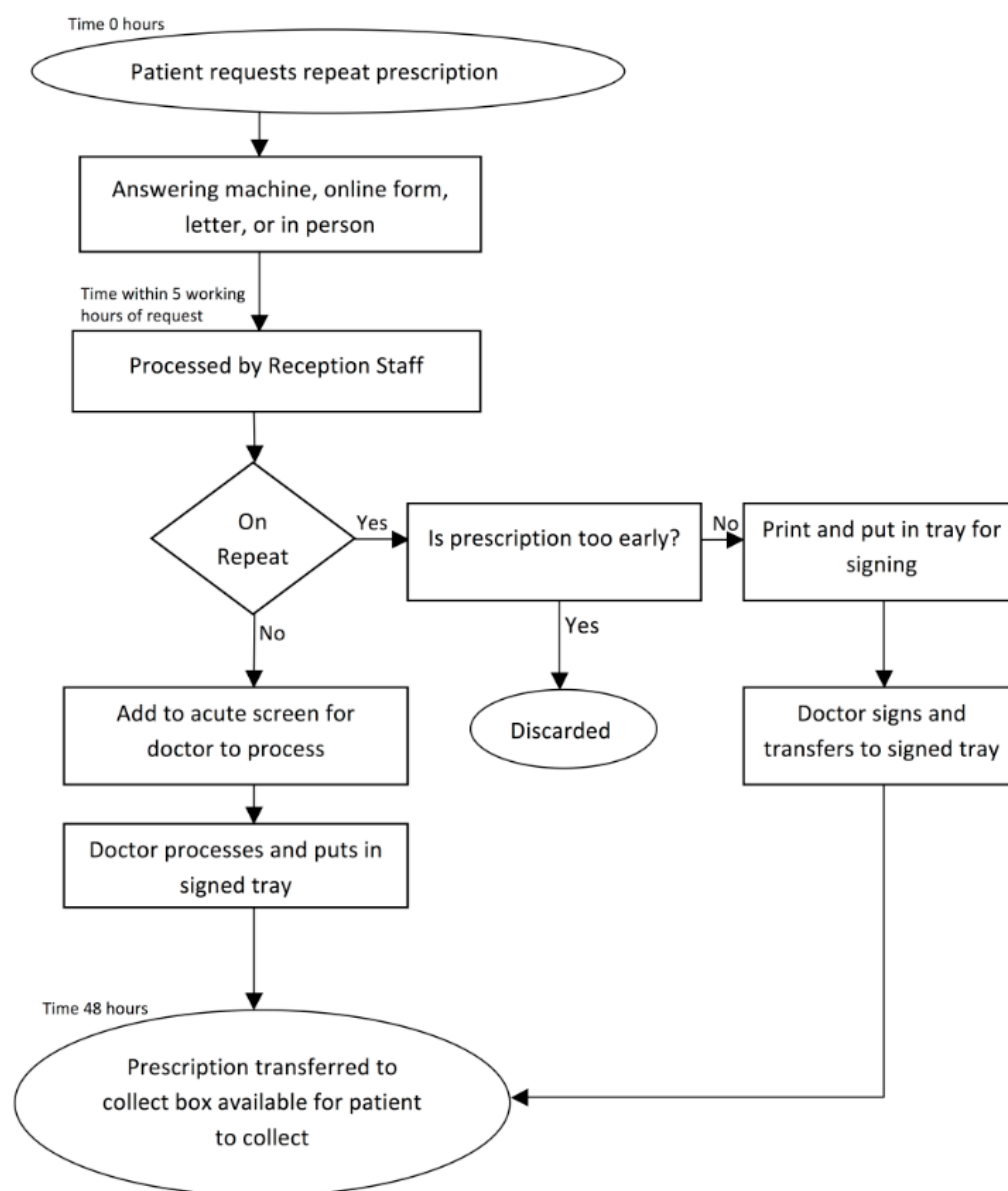 Time 0 hours
Patient requests repeat prescription
Answering machine, online form,
letter, or in person
Time within 5 working
hours of request
Processed by Reception Staff
On
Repeat
Yes
Is prescription too early?
No
Print and put in tray for
signing
No
Yes
Add to acute screen for
doctor to process
Discarded
Doctor signs and
transfers to signed tray
Doctor processes and puts in
signed tray
Time 48 hours
Prescription transferred to
collect box available for patient
to collect